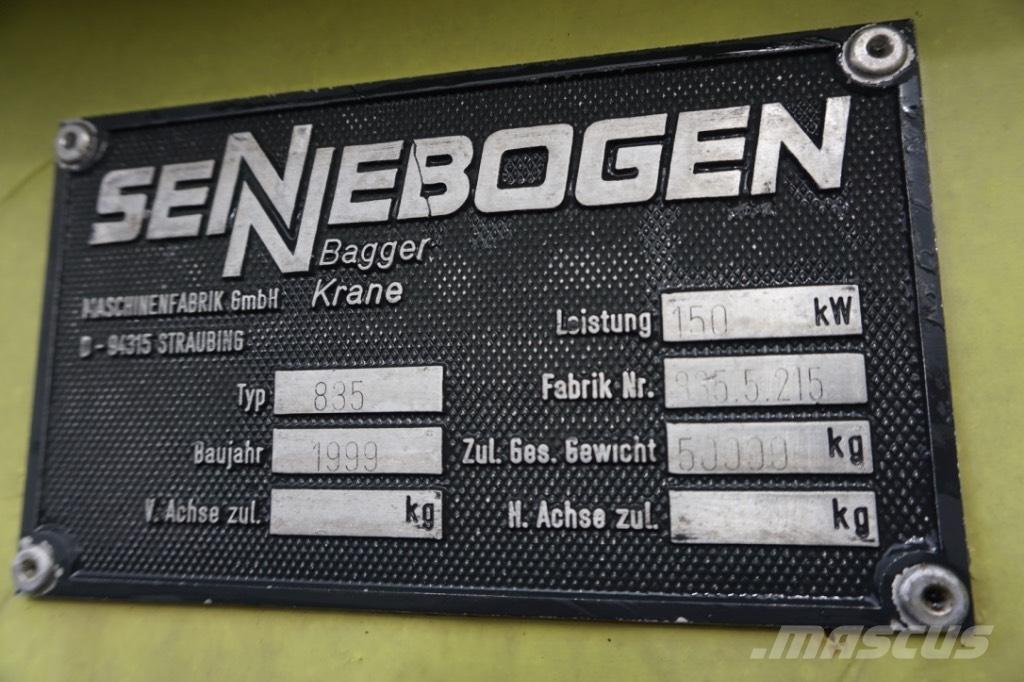 SENNEBOGEN
Bagger
MASCHINENFABRIK GmbH Krane
D - 94315 STRAUBING
Leistung 150 kW
Typ 835
Fabrik Nr. 835.5.215
Baujahr 1999
Zul. Ges. Gewicht 50000 kg
V. Achse zul. kg
H. Achse zul. kg
mascus